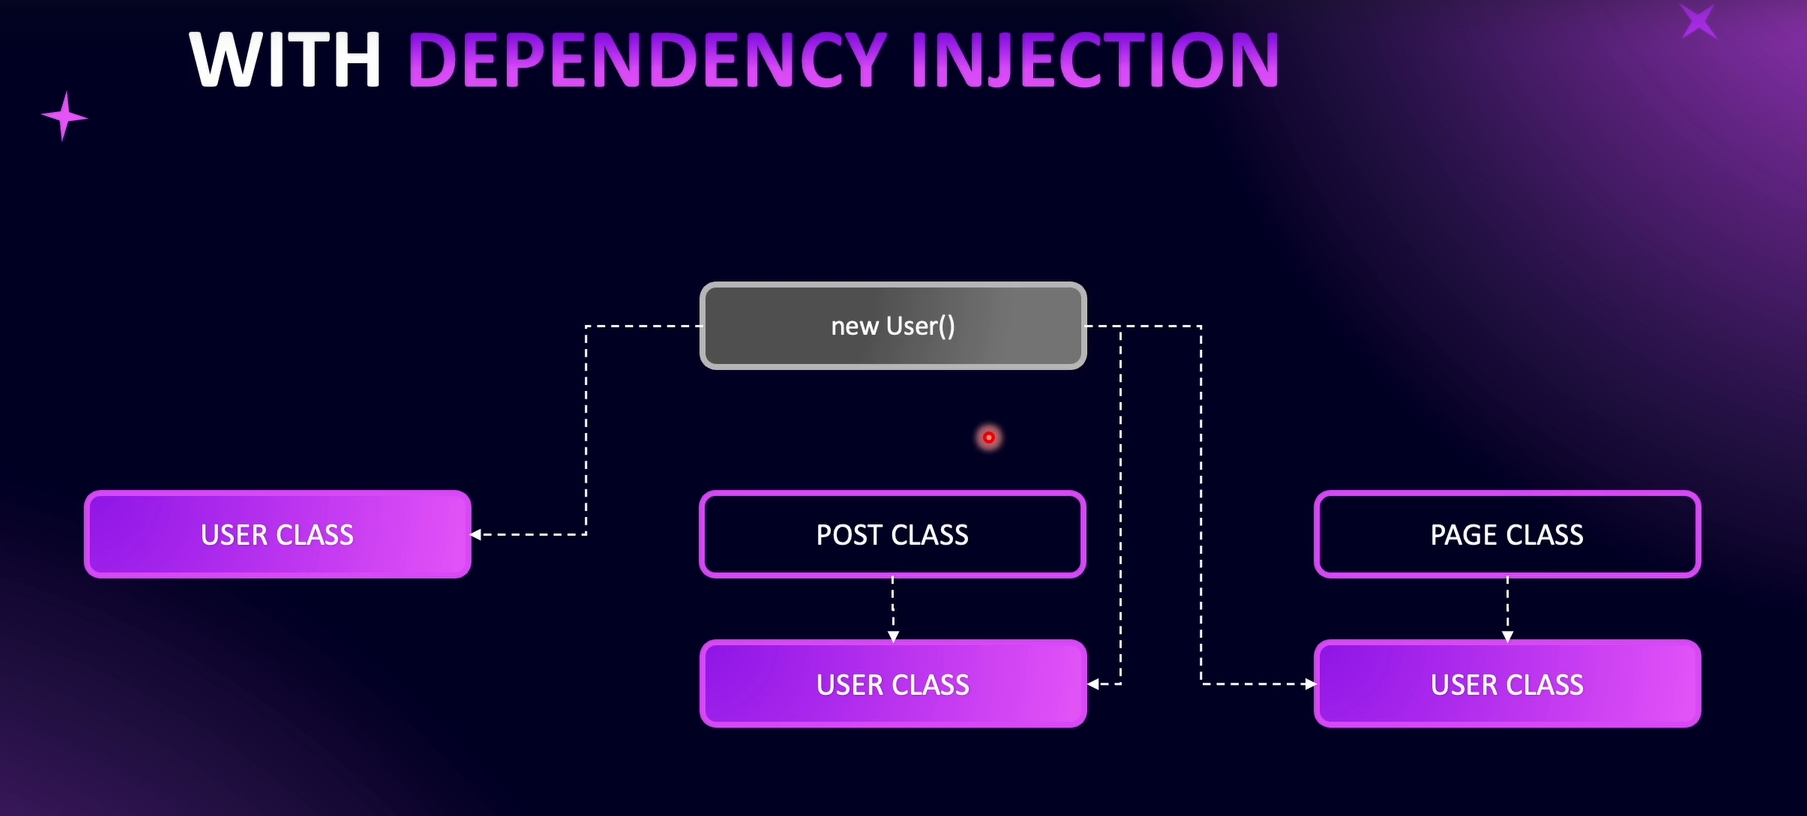 WITH DEPENDENCY INJECTION
new User()
USER CLASS
POST CLASS
PAGE CLASS
USER CLASS
USER CLASS